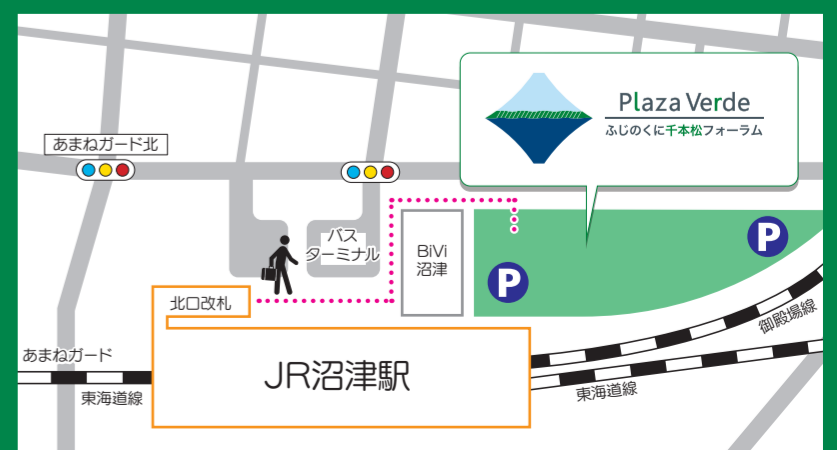 Plaza Verde
ふじのくに千本松フォーラム
あまねガード北
バス
ターミナル
BiVi
沼津
P
P
北口改札
御殿場線
あまねガード
JR沼津駅
東海道線
東海道線